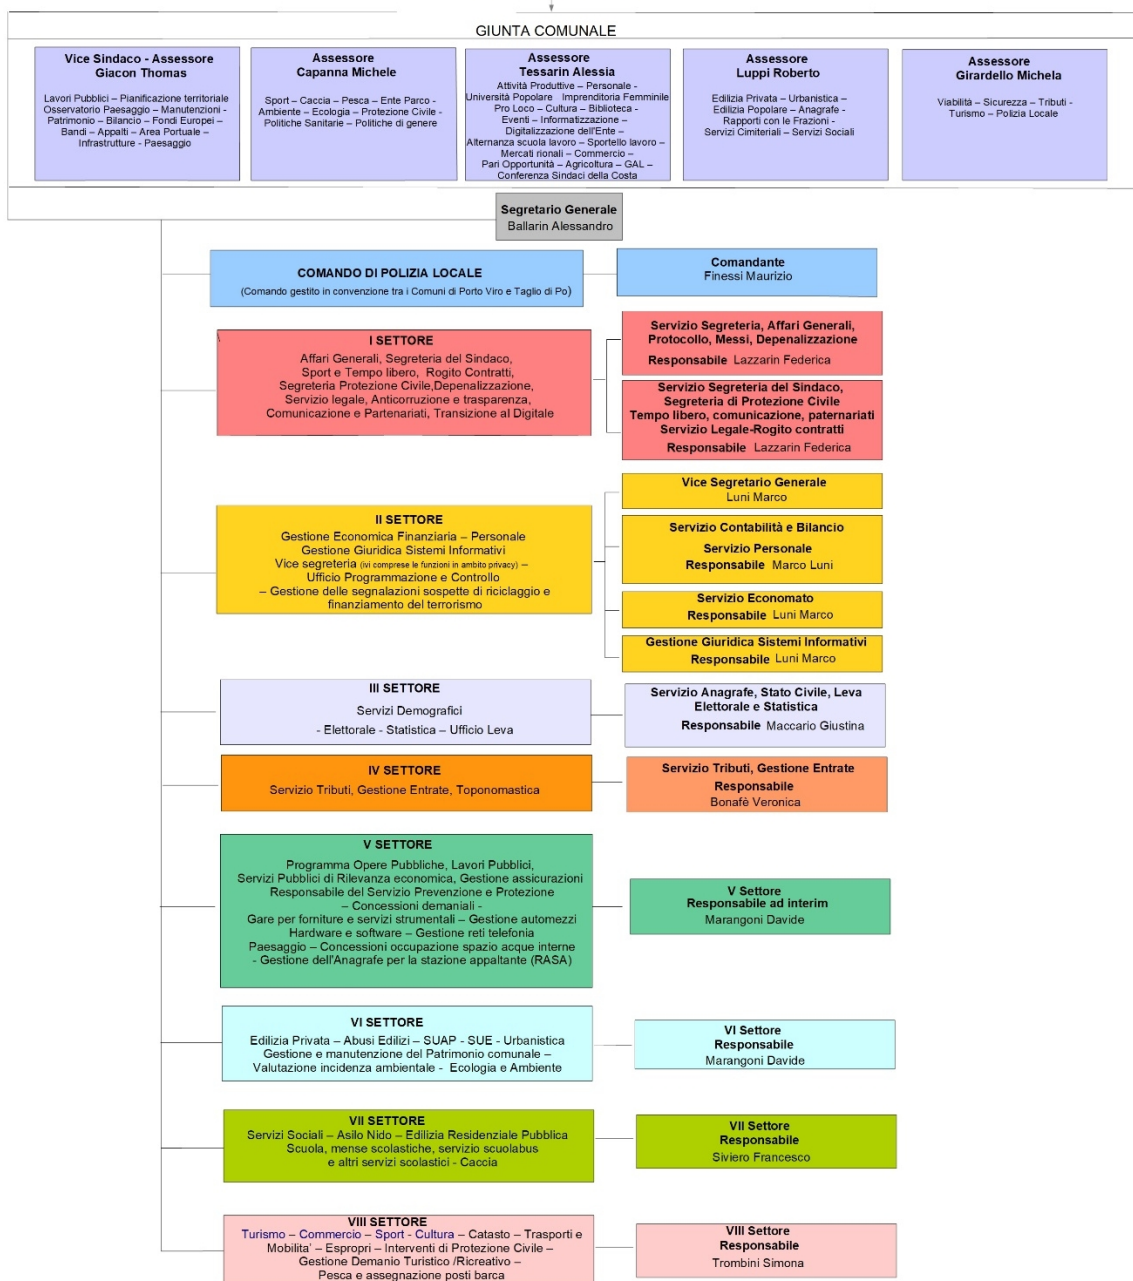 GIUNTA COMUNALE
Vice Sindaco - Assessore
Giacon Thomas
Lavori Pubblici – Pianificazione territoriale
Osservatorio Paesaggio – Manutenzioni -
Patrimonio – Bilancio – Fondi Europei –
Bandi – Appalti – Area Portuale –
Infrastrutture - Paesaggio
Assessore
Capanna Michele
Sport – Caccia – Pesca – Ente Parco -
Ambiente – Ecologia – Protezione Civile -
Politiche Sanitarie – Politiche di genere
Assessore
Tessarin Alessia
Attività Produttive – Personale -
Università Popolare Imprenditoria Femminile
Pro Loco – Cultura – Biblioteca -
Eventi – Informatizzazione –
Digitalizzazione dell'Ente –
Alternanza scuola lavoro – Sportello lavoro –
Mercati rionali – Commercio –
Pari Opportunità – Agricoltura – GAL –
Conferenza Sindaci della Costa
Assessore
Luppi Roberto
Edilizia Privata – Urbanistica –
Edilizia Popolare – Anagrafe -
Rapporti con le Frazioni -
Servizi Cimiteriali – Servizi Sociali
Assessore
Girardello Michela
Viabilità – Sicurezza – Tributi -
Turismo – Polizia Locale
Segretario Generale
Ballarin Alessandro
COMANDO DI POLIZIA LOCALE
(Comando gestito in convenzione tra i Comuni di Porto Viro e Taglio di Po)
Comandante
Finessi Maurizio
\
I SETTORE
Affari Generali, Segreteria del Sindaco,
Sport e Tempo libero, Rogito Contratti,
Segreteria Protezione Civile,Depenalizzazione,
Servizio legale, Anticorruzione e trasparenza,
Comunicazione e Partenariati, Transizione al Digitale
Servizio Segreteria, Affari Generali,
Protocollo, Messi, Depenalizzazione
Responsabile Lazzarin Federica
Servizio Segreteria del Sindaco,
Segreteria di Protezione Civile
Tempo libero, comunicazione, paternariati
Servizio Legale-Rogito contratti
Responsabile Lazzarin Federica
II SETTORE
Gestione Economica Finanziaria – Personale
Gestione Giuridica Sistemi Informativi
Vice segreteria (ivi comprese le funzioni in ambito privacy) –
Ufficio Programmazione e Controllo
– Gestione delle segnalazioni sospette di riciclaggio e
finanziamento del terrorismo
Vice Segretario Generale
Luni Marco
Servizio Contabilità e Bilancio
Servizio Personale
Responsabile Marco Luni
Servizio Economato
Responsabile Luni Marco
Gestione Giuridica Sistemi Informativi
Responsabile Luni Marco
III SETTORE
Servizi Demografici
- Elettorale - Statistica – Ufficio Leva
Servizio Anagrafe, Stato Civile, Leva
Elettorale e Statistica
Responsabile Maccario Giustina
IV SETTORE
Servizio Tributi, Gestione Entrate, Toponomastica
Servizio Tributi, Gestione Entrate
Responsabile
Bonafè Veronica
V SETTORE
Programma Opere Pubbliche, Lavori Pubblici,
Servizi Pubblici di Rilevanza economica, Gestione assicurazioni
Responsabile del Servizio Prevenzione e Protezione
– Concessioni demaniali -
Gare per forniture e servizi strumentali – Gestione automezzi
Hardware e software – Gestione reti telefonia
Paesaggio – Concessioni occupazione spazio acque interne
- Gestione dell'Anagrafe per la stazione appaltante (RASA)
V Settore
Responsabile ad interim
Marangoni Davide
VI SETTORE
Edilizia Privata – Abusi Edilizi – SUAP - SUE - Urbanistica
Gestione e manutenzione del Patrimonio comunale –
Valutazione incidenza ambientale - Ecologia e Ambiente
VI Settore
Responsabile
Marangoni Davide
VII SETTORE
Servizi Sociali – Asilo Nido – Edilizia Residenziale Pubblica
Scuola, mense scolastiche, servizio scuolabus
e altri servizi scolastici - Caccia
VII Settore
Responsabile
Siviero Francesco
VIII SETTORE
Turismo – Commercio – Sport - Cultura – Catasto – Trasporti e
Mobilita' – Espropri – Interventi di Protezione Civile –
Gestione Demanio Turistico /Ricreativo –
Pesca e assegnazione posti barca
VIII Settore
Responsabile
Trombini Simona